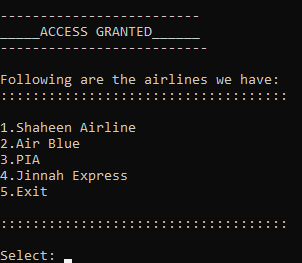 -------------------------
_____ACCESS GRANTED______
--------------------------
Following are the airlines we have:
::::::::::::::::::::::::::::::::::::
1.Shaheen Airline
2.Air Blue
3.PIA
4.Jinnah Express
5.Exit
::::::::::::::::::::::::::::::::::::
Select: _